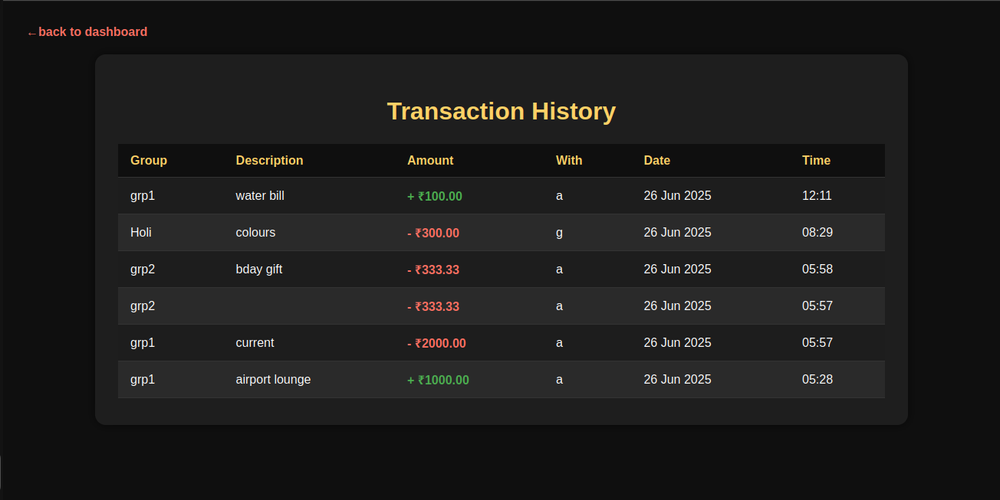 ←back to dashboard
Transaction History
Group Description Amount With Date Time
grp1 water bill + ₹100.00 a 26 Jun 2025 12:11
Holi colours - ₹300.00 g 26 Jun 2025 08:29
grp2 bday gift - ₹333.33 a 26 Jun 2025 05:58
grp2 - ₹333.33 a 26 Jun 2025 05:57
grp1 current - ₹2000.00 a 26 Jun 2025 05:57
grp1 airport lounge + ₹1000.00 a 26 Jun 2025 05:28